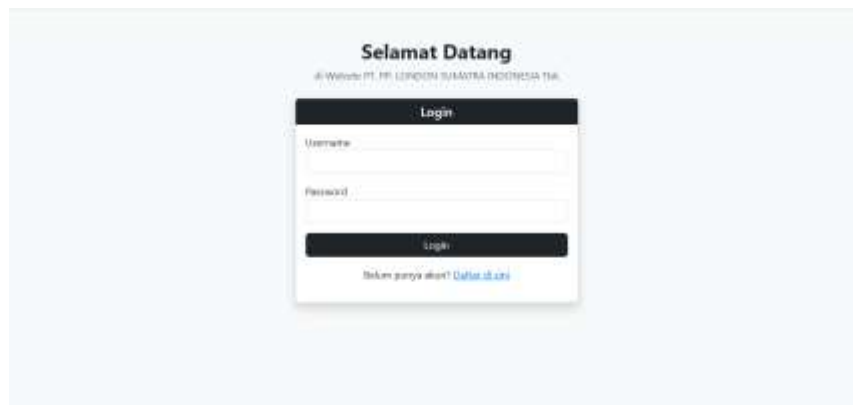 Selamat Datang
di Website PT. PP. LONDON SUMATRA INDONESIA Tbk.
Login
Username
Password
Login
Belum punya akun? Daftar di sini